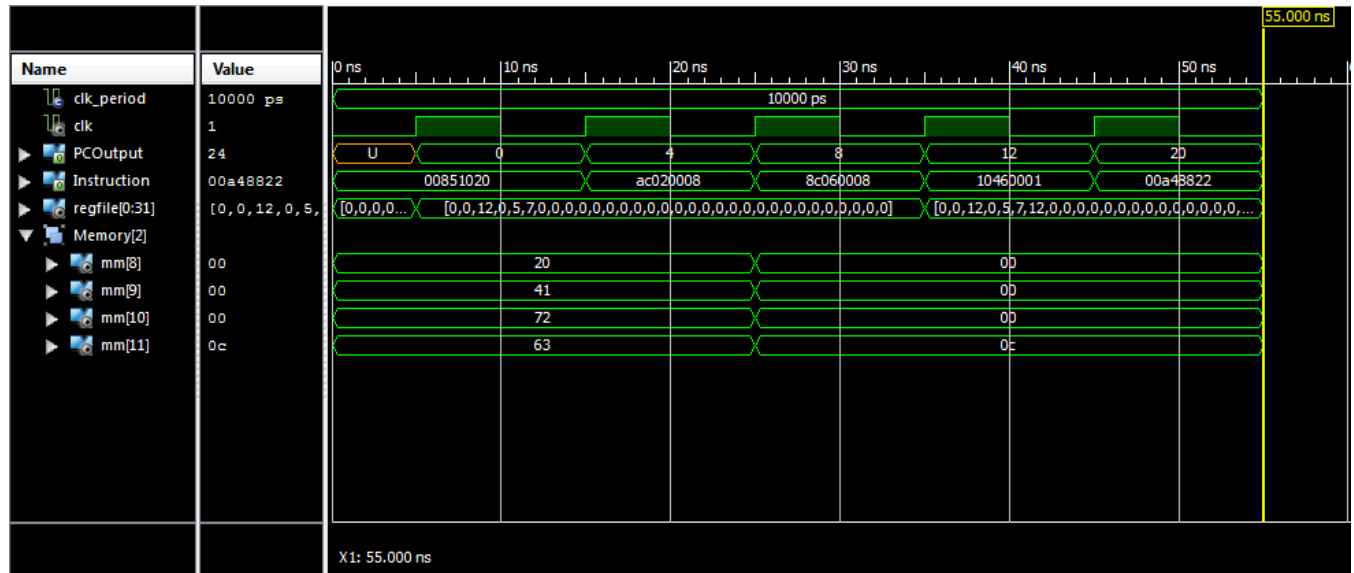 55.000 ns
Name Value 0 ns 10 ns 20 ns 30 ns 40 ns 50 ns
clk_period 10000 ps 10000 ps
clk 1
PCOutput 24 U 0 4 8 12 20
Instruction 00a48822 00851020 ac020008 8c060008 10460001 00a48822
regfile[0:31] [0,0,12,0,5, [0,0,0,0... [0,0,12,0,5,7,0,0,0,0,0,0,0,0,0,0,0,0,0,0,0,0,0,0,0,0,0,0,0,0,0,0] [0,0,12,0,5,7,12,0,0,0,0,0,0,0,0,0,0,0,0,0,...
Memory[2]
mm[8] 00 20 00
mm[9] 00 41 00
mm[10] 00 72 00
mm[11] 0c 63 0c
X1: 55.000 ns